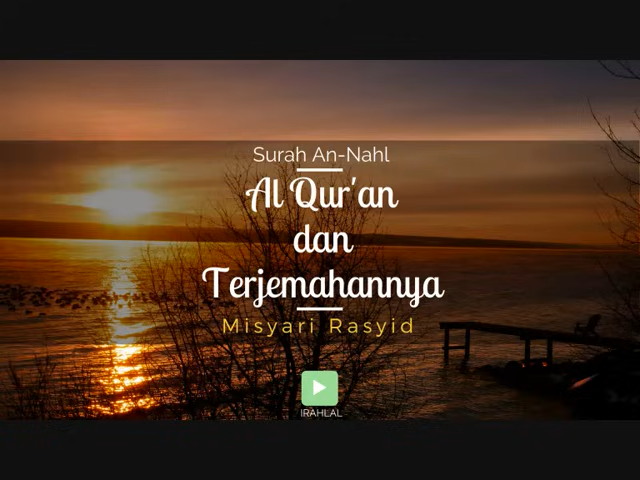 Surah An-Nahl
Al Qur'an
dan
Terjemahannya
Misyari Rasyid
IRAHLAL